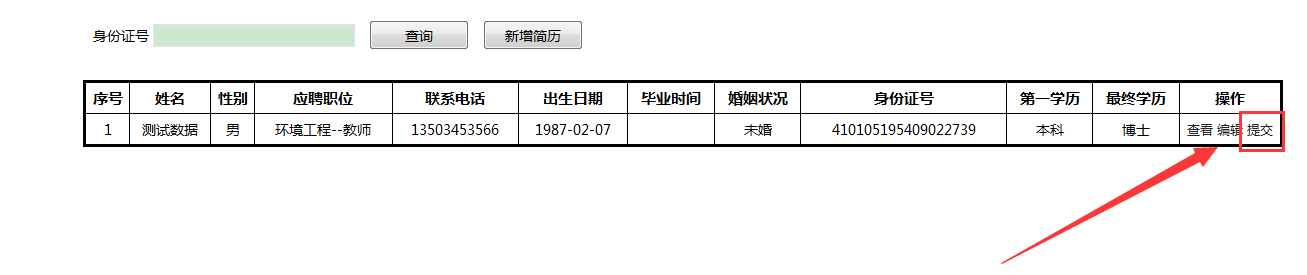 身份证号 查询 新增简历
序号 姓名 性别 应聘职位 联系电话 出生日期 毕业时间 婚姻状况 身份证号 第一学历 最终学历 操作
1 测试数据 男 环境工程--教师 13503453566 1987-02-07 未婚 410105195409022739 本科 博士 查看 编辑 提交